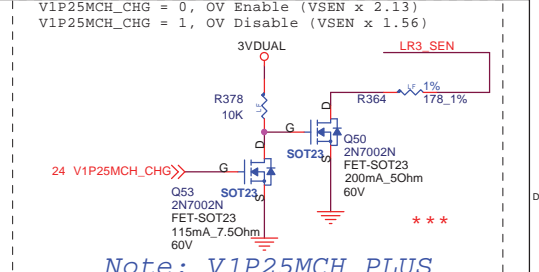 V1P25MCH_CHG = 0, OV Enable (VSEN x 2.13)
V1P25MCH_CHG = 1, OV Disable (VSEN x 1.56)
3VDUAL
LR3_SEN
R378
10K
LF
R364
LF
1%
178_1%
D
G
S
Q50
2N7002N
FET-SOT23
200mA_5Ohm
60V
SOT23
24 V1P25MCH_CHG
G
D
S
SOT23
Q53
2N7002N
FET-SOT23
115mA_7.5Ohm
60V
***
D
Note: V1P25MCH PLUS